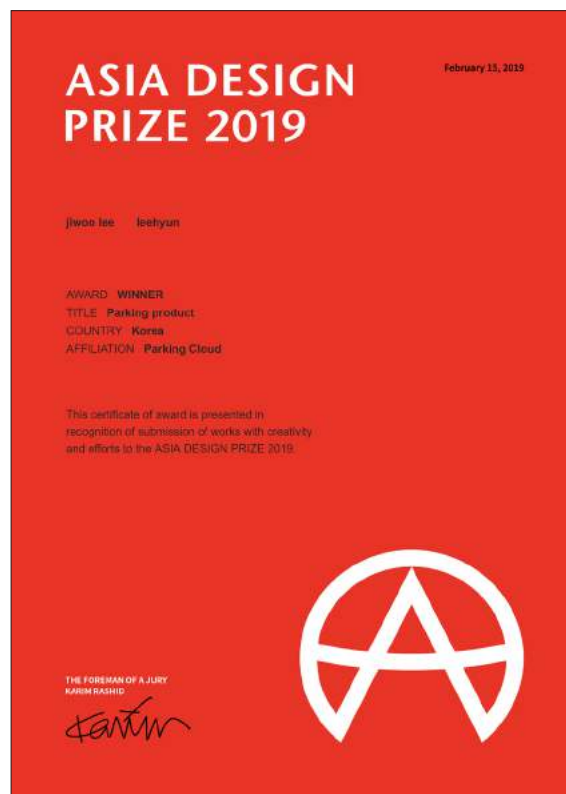 ASIA DESIGN
PRIZE 2019
February 15, 2019
jiwoo lee leehyun
AWARD WINNER
TITLE Parking product
COUNTRY Korea
AFFILIATION Parking Cloud
This certificate of award is presented in
recognition of submission of works with creativity
and efforts to the ASIA DESIGN PRIZE 2019.
THE FOREMAN OF A JURY
KARIM RASHID
Karim